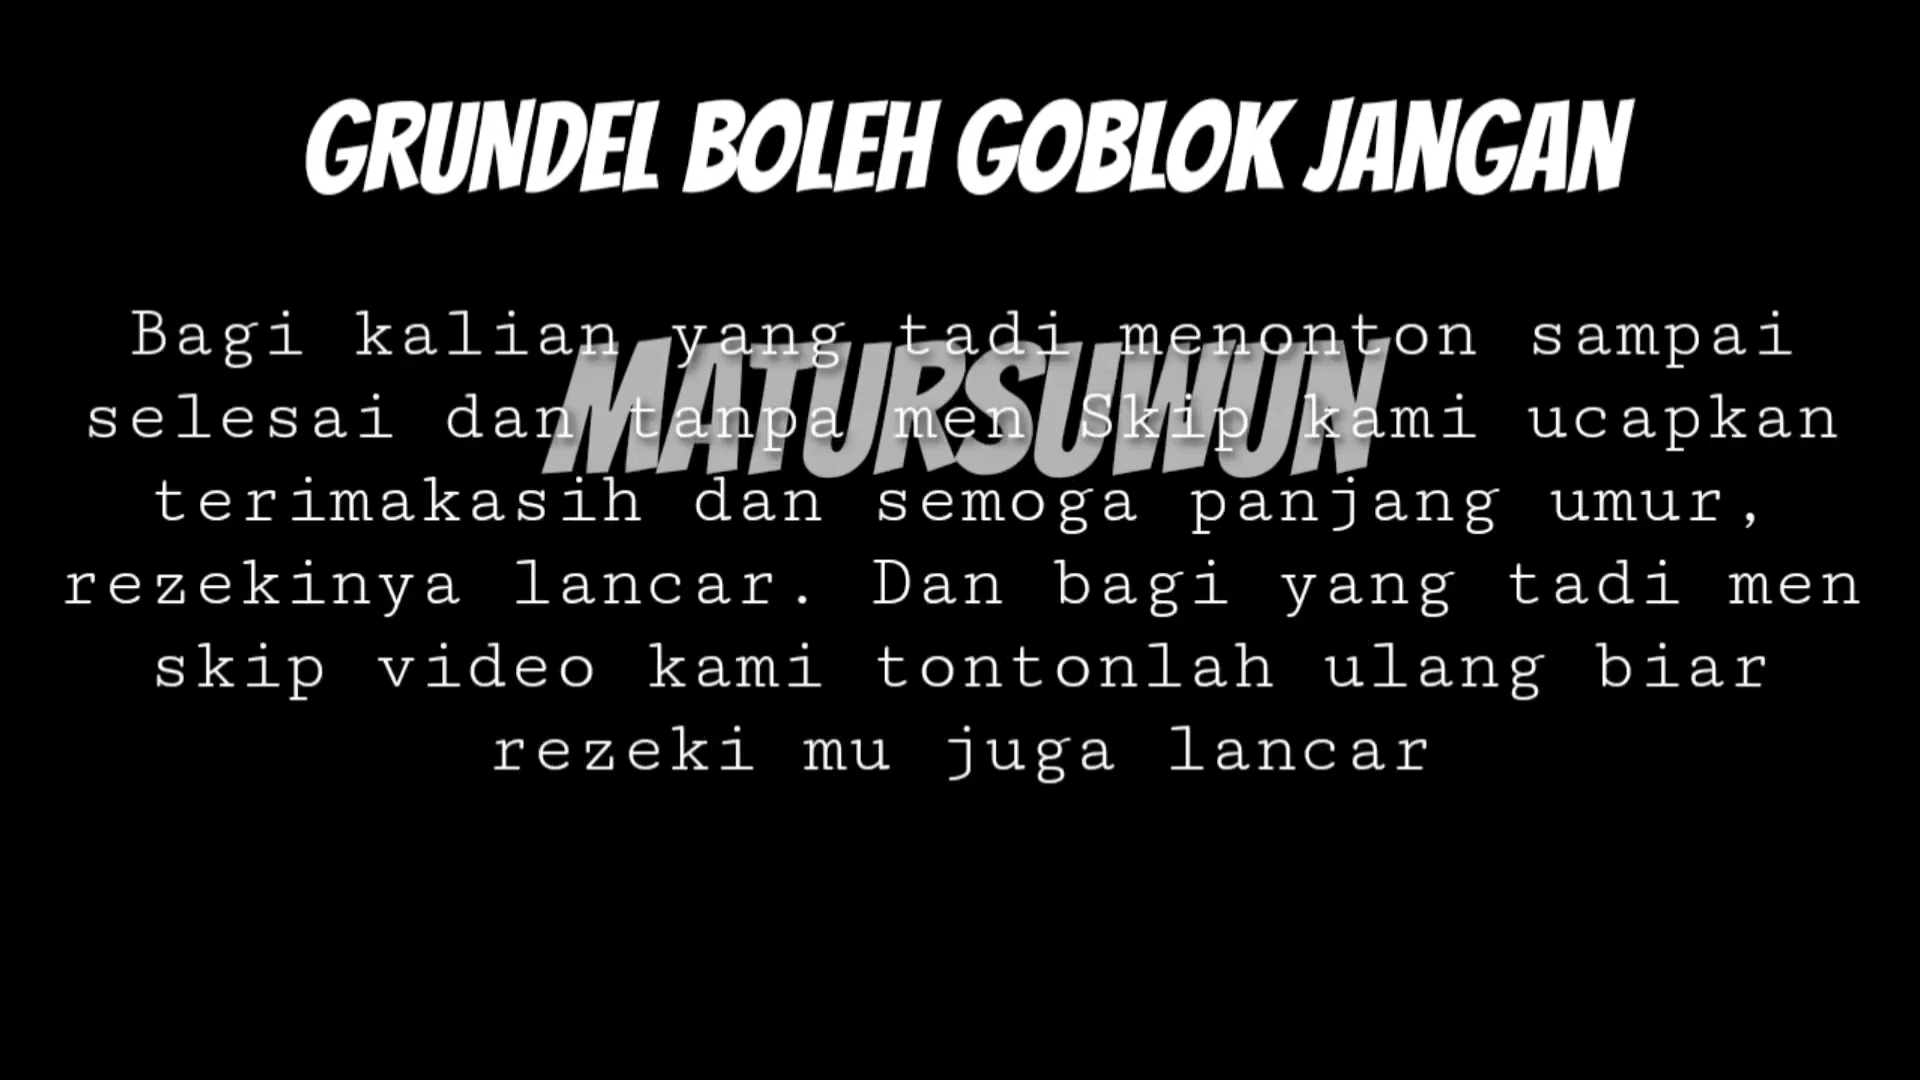 GRUNDEL BOLEH GOBLOK JANGAN
Bagi kalian yang tadi menonton sampai
MATURSUWUN
selesai dan tanpa men Skip kami ucapkan
terimakasih dan semoga panjang umur,
rezekinya lancar. Dan bagi yang tadi men
skip video kami tontonlah ulang biar
rezeki mu juga lancar